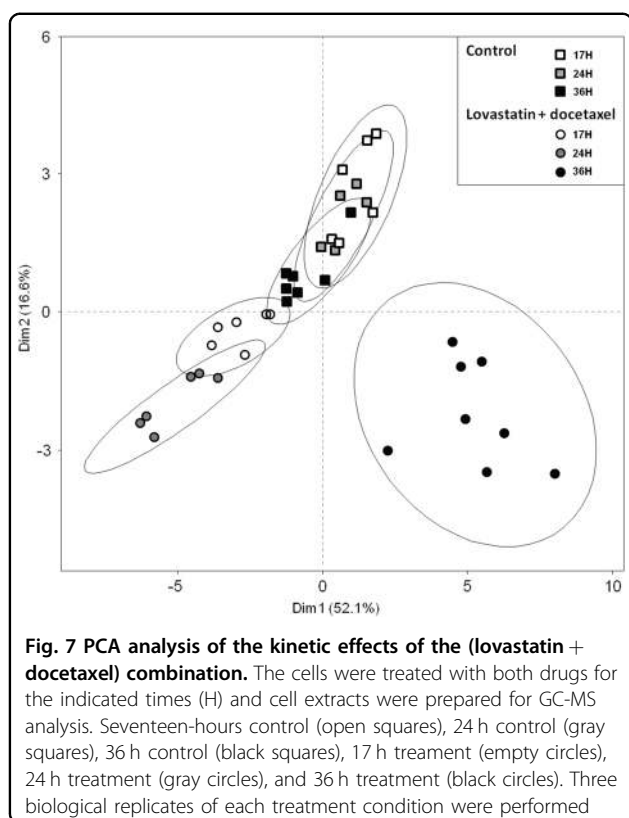 6
3
0
-3
Dim2 (16.6%)
Control
17H
24H
36H
Lovastatin + docetaxel
17H
24H
36H
-5
0
5
10
Dim1 (52.1%)
Fig. 7 PCA analysis of the kinetic effects of the (lovastatin +
docetaxel) combination. The cells were treated with both drugs for
the indicated times (H) and cell extracts were prepared for GC-MS
analysis. Seventeen-hours control (open squares), 24 h control (gray
squares), 36 h control (black squares), 17 h treament (empty circles),
24 h treatment (gray circles), and 36 h treatment (black circles). Three
biological replicates of each treatment condition were performed